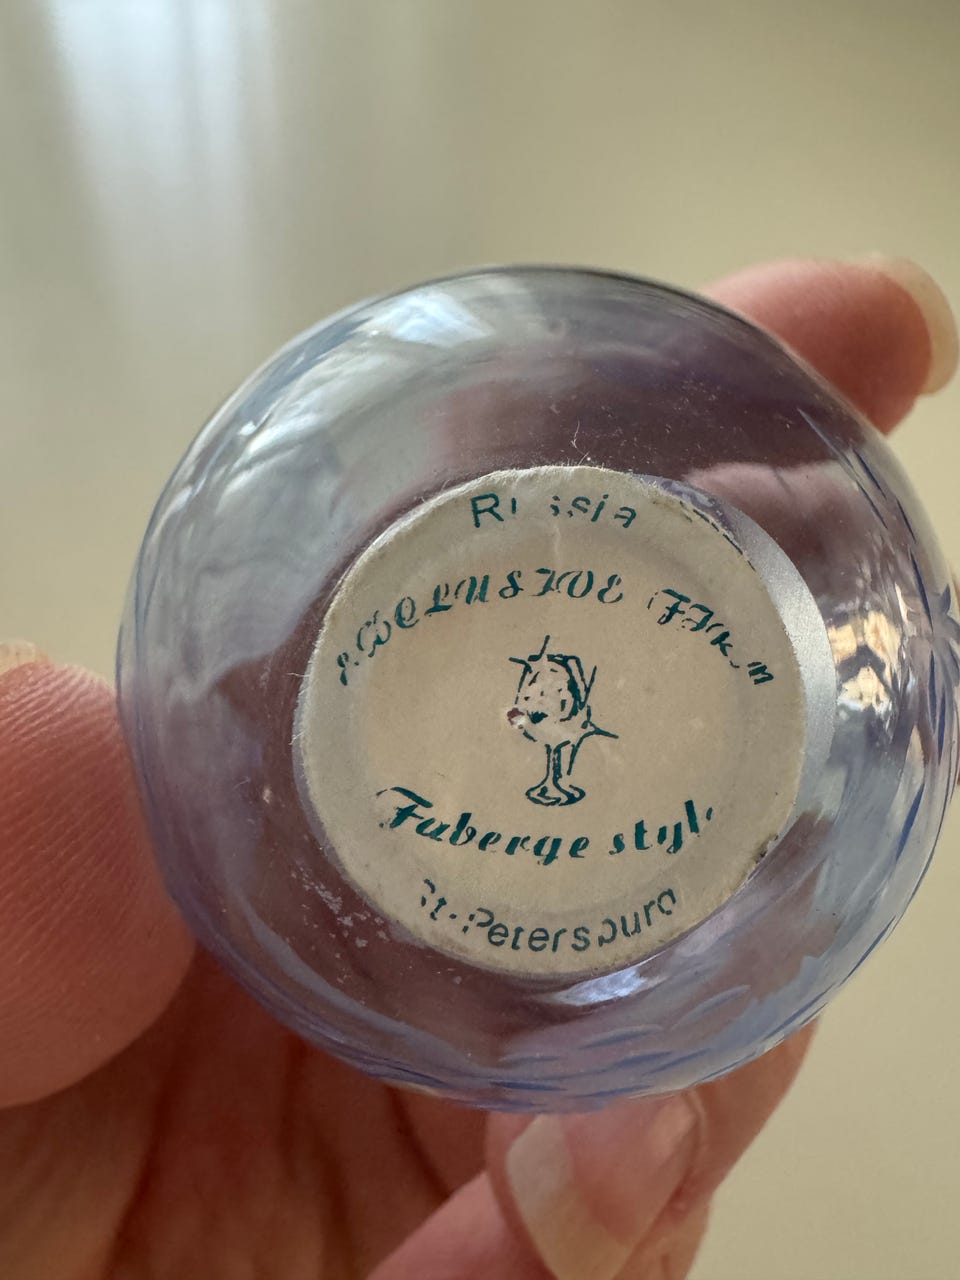 Russia
EXCLUSIVE FIRM
Faberge style
St-Petersburg